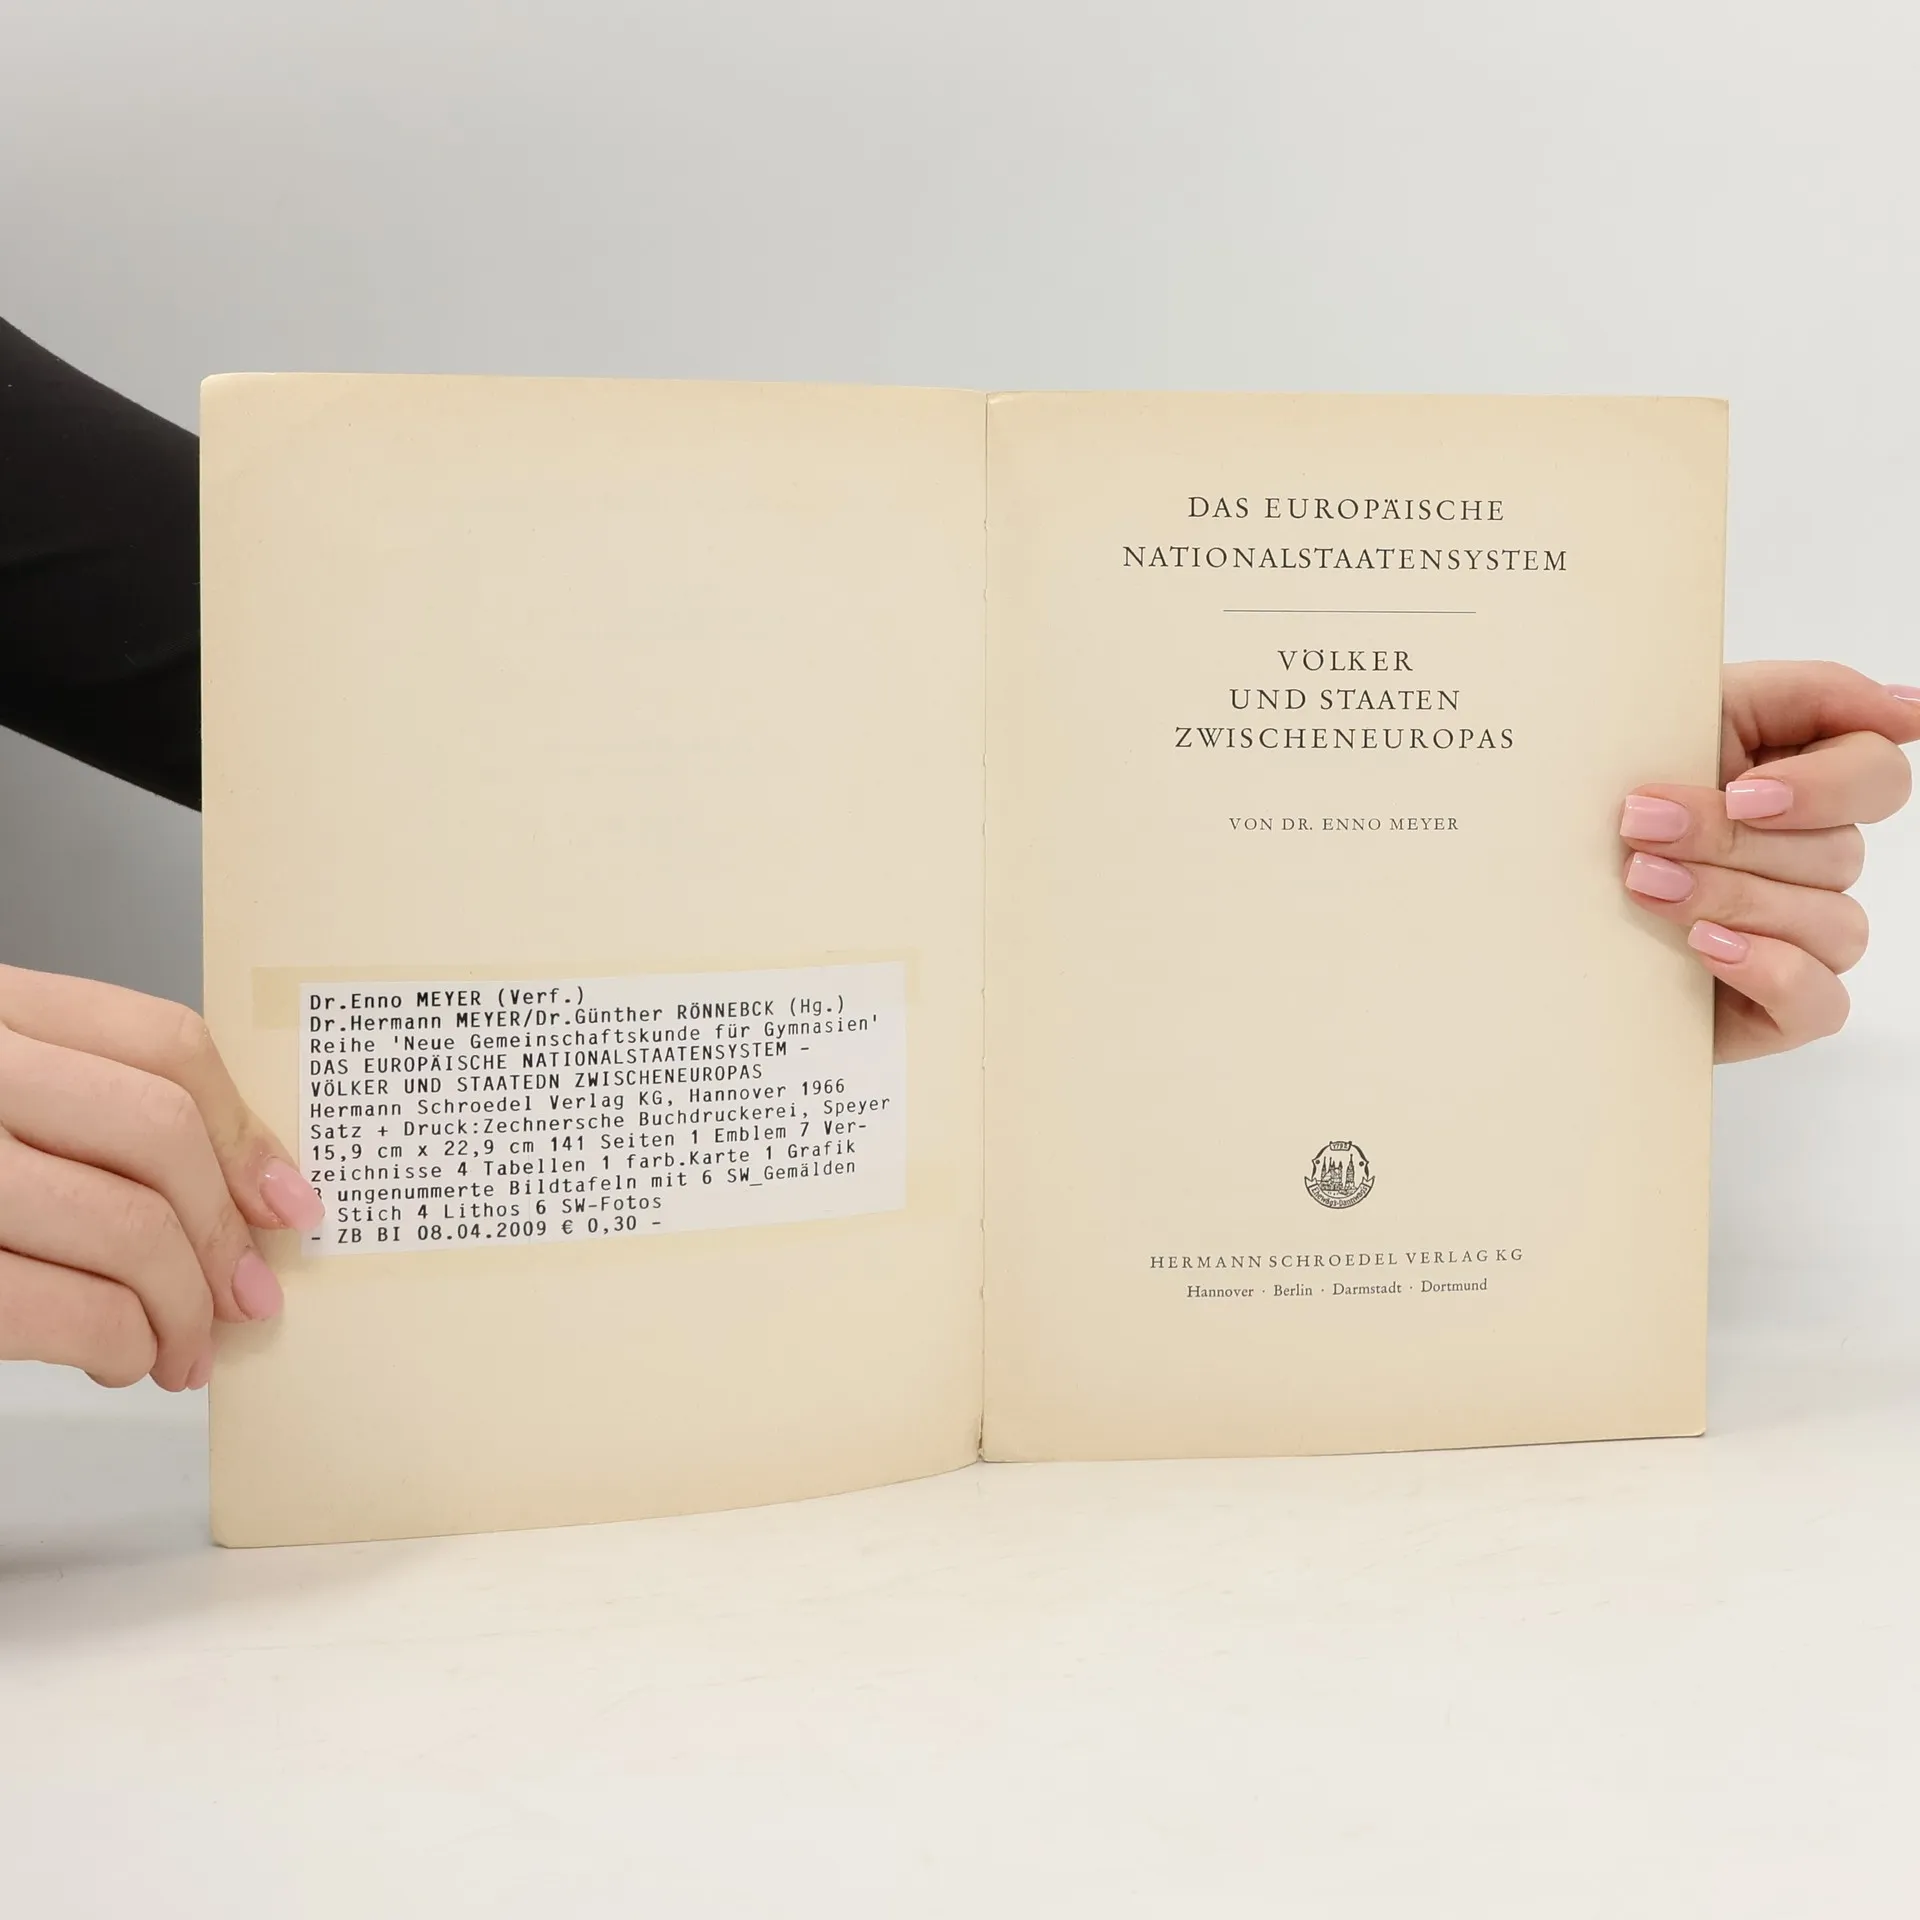 Dr.Enno MEYER (Verf.)
Dr.Hermann MEYER/Dr.Günther RÖNNEBCK (Hg.)
Reihe 'Neue Gemeinschaftskunde für Gymnasien'
DAS EUROPÄISCHE NATIONALSTAATENSYSTEM –
VÖLKER UND STAATEDN ZWISCHENEUROPAS
Hermann Schroedel Verlag KG, Hannover 1966
Satz + Druck:Zechnersche Buchdruckerei, Speyer
15,9 cm x 22,9 cm 141 Seiten 1 Emblem 7 Ver-
zeichnisse 4 Tabellen 1 farb.Karte 1 Grafik
ungenummerte Bildtafeln mit 6 SW_Gemälden
Stich 4 Lithos 6 SW-Fotos
– ZB BI 08.04.2009 € 0,30 –
DAS EUROPÄISCHE
NATIONALSTAATENSYSTEM
VÖLKER
UND STAATEN
ZWISCHENEUROPAS
VON DR. ENNO MEYER
1792
HERMANN SCHROEDEL VERLAG KG
Hannover · Berlin · Darmstadt · Dortmund